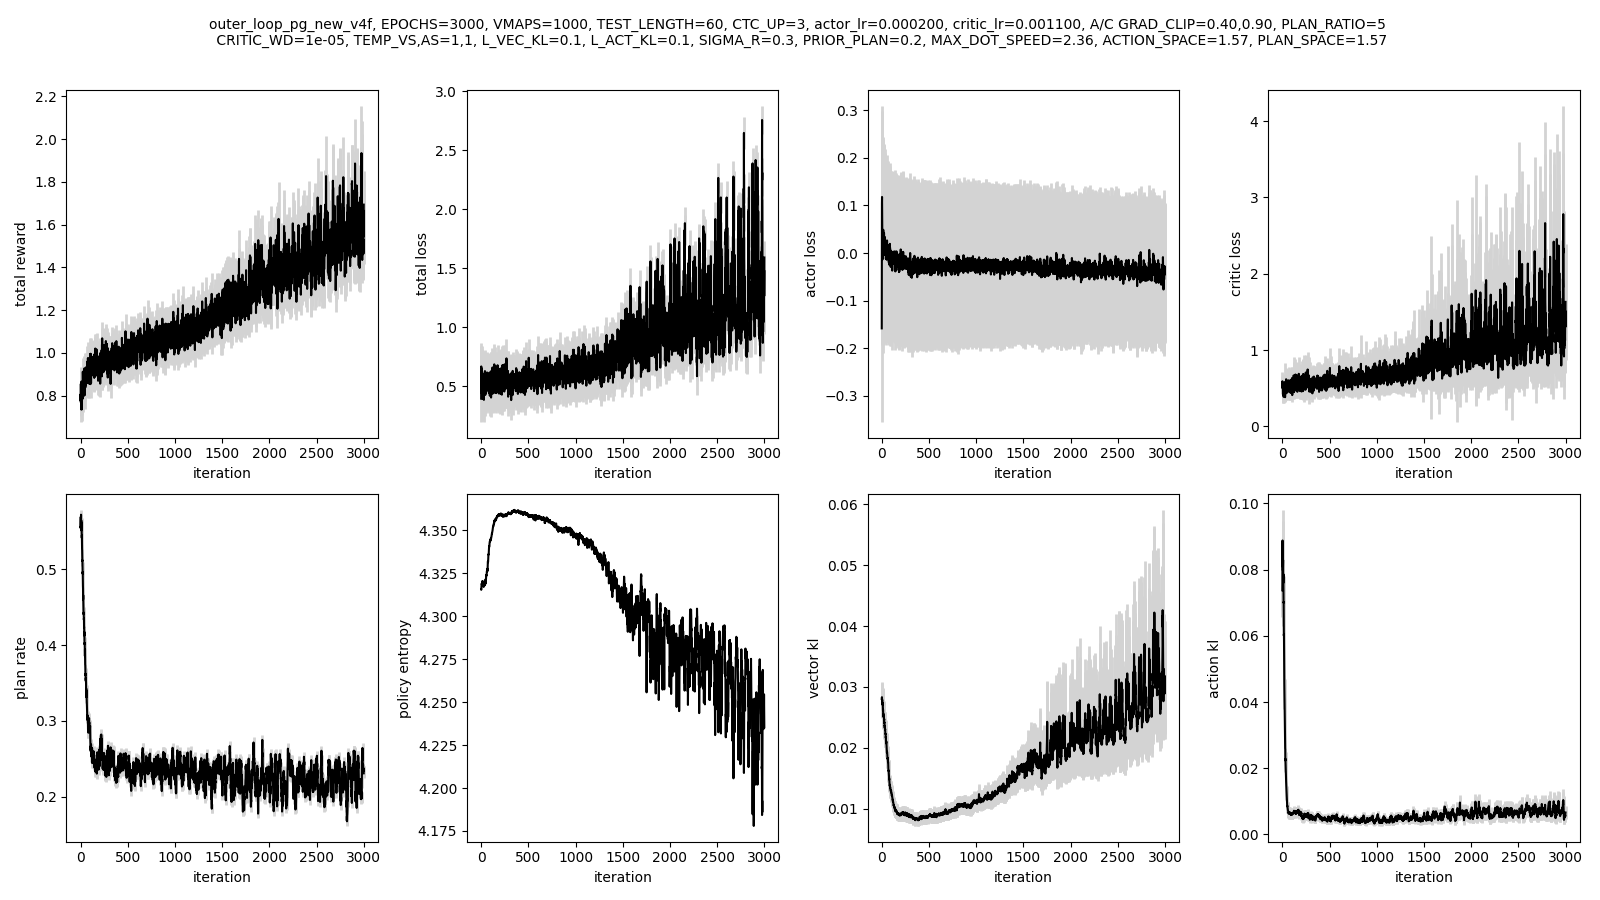 outer_loop_pg_new_v4f, EPOCHS=3000, VMAPS=1000, TEST_LENGTH=60, CTC_UP=3, actor_lr=0.000200, critic_lr=0.001100, A/C GRAD_CLIP=0.40,0.90, PLAN_RATIO=5
CRITIC_WD=1e-05, TEMP_VS,AS=1,1, L_VEC_KL=0.1, L_ACT_KL=0.1, SIGMA_R=0.3, PRIOR_PLAN=0.2, MAX_DOT_SPEED=2.36, ACTION_SPACE=1.57, PLAN_SPACE=1.57
total reward
2.2
2.0
1.8
1.6
1.4
1.2
1.0
0.8
0 500 1000 1500 2000 2500 3000
iteration
total loss
3.0
2.5
2.0
1.5
1.0
0.5
0 500 1000 1500 2000 2500 3000
iteration
actor loss
0.3
0.2
0.1
0.0
−0.1
−0.2
−0.3
0 500 1000 1500 2000 2500 3000
iteration
critic loss
4
3
2
1
0
0 500 1000 1500 2000 2500 3000
iteration
plan rate
0.5
0.4
0.3
0.2
0 500 1000 1500 2000 2500 3000
iteration
policy entropy
4.350
4.325
4.300
4.275
4.250
4.225
4.200
4.175
0 500 1000 1500 2000 2500 3000
iteration
vector kl
0.06
0.05
0.04
0.03
0.02
0.01
0 500 1000 1500 2000 2500 3000
iteration
action kl
0.10
0.08
0.06
0.04
0.02
0.00
0 500 1000 1500 2000 2500 3000
iteration